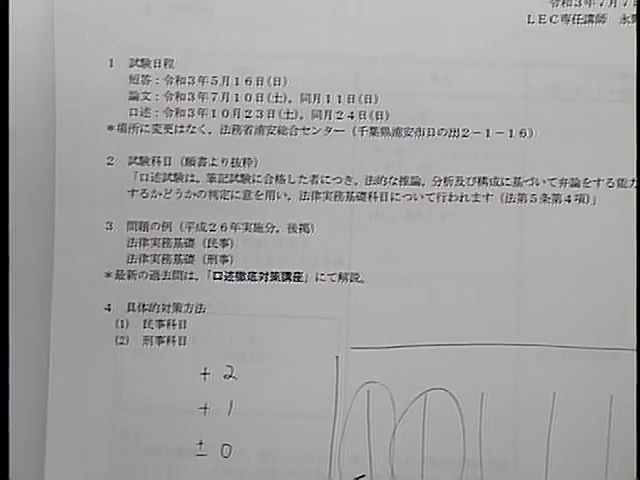 令和3年7月7日
LEC専任講師 永野
1 試験日程
短答：令和3年5月16日(日)
論文：令和3年7月10日(土)，同月11日(日)
口述：令和3年10月23日(土)，同月24日(日)
＊場所に変更はなく，法務省浦安総合センター（千葉県浦安市日の出2－1－16）
2 試験科目（願書より抜粋）
「口述試験は，筆記試験に合格した者につき，法的な推論，分析及び構成に基づいて弁論をする能力
するかどうかの判定に意を用い，法律実務基礎科目について行われます（法第5条第4項）」
3 問題の例（平成26年実施分，後掲）
法律実務基礎（民事）
法律実務基礎（刑事）
＊最新の過去問は，「口述徹底対策講座」にて解説。
4 具体的対策方法
(1) 民事科目
(2) 刑事科目
+2
+1
±0